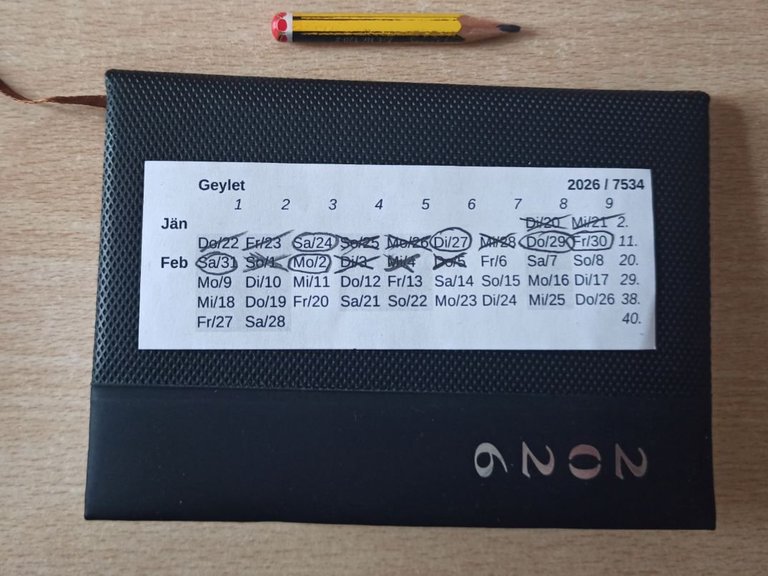 Geylet 2026 / 7534
1 2 3 4 5 6 7 8 9
Jän Di/20 Mi/21 2.
Do/22 Fr/23 Sa/24 So/25 Mo/26 Di/27 Mi/28 Do/29 Fr/30 11.
Feb Sa/31 So/1 Mo/2 Di/3 Mi/4 Do/5 Fr/6 Sa/7 So/8 20.
Mo/9 Di/10 Mi/11 Do/12 Fr/13 Sa/14 So/15 Mo/16 Di/17 29.
Mi/18 Do/19 Fr/20 Sa/21 So/22 Mo/23 Di/24 Mi/25 Do/26 38.
Fr/27 Sa/28 40.
2026